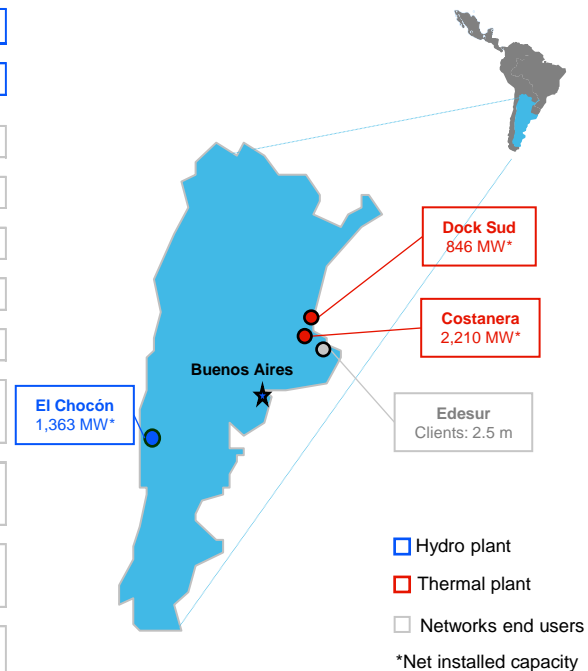 Dock Sud
846 MW*
Costanera
2,210 MW*
Buenos Aires
El Chocón
1,363 MW*
Edesur
Clients: 2.5 m
Hydro plant
Thermal plant
Networks end users
*Net installed capacity